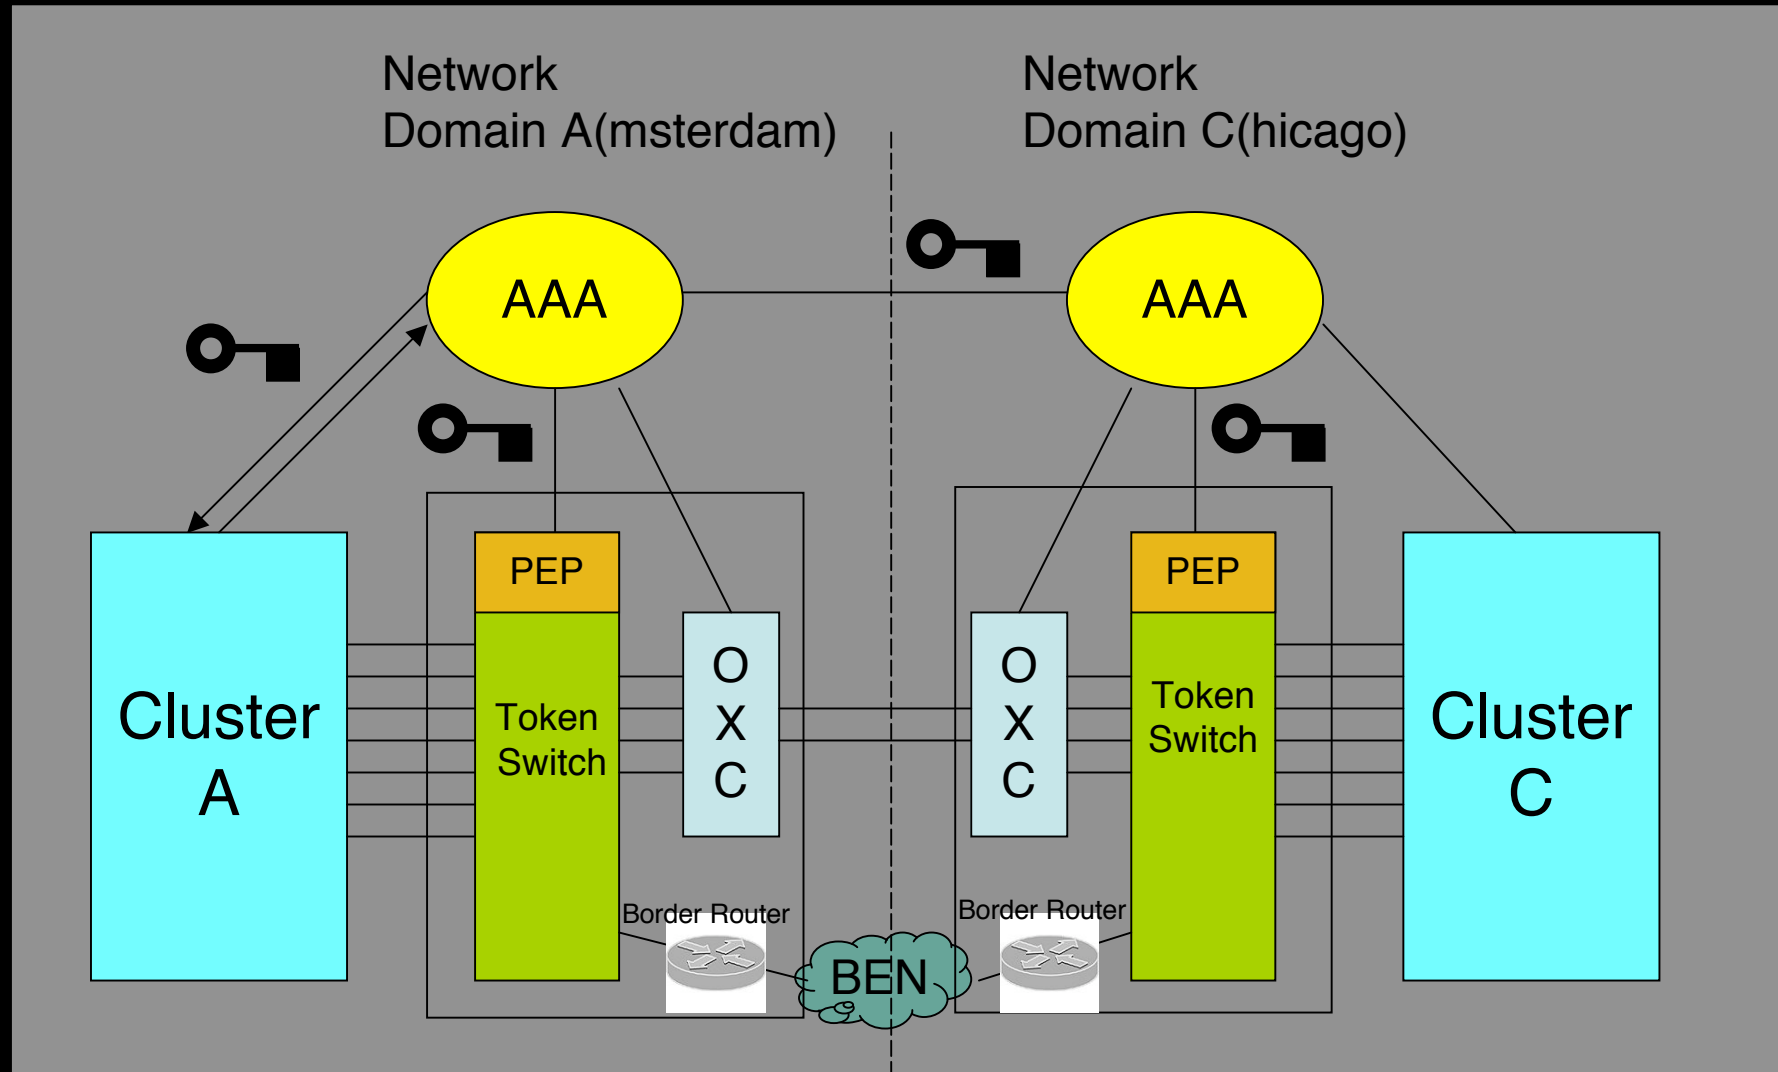 Network
Domain A(msterdam)
Network
Domain C(hicago)
AAA
AAA
PEP
PEP
Cluster
A
Token
Switch
O
X
C
O
X
C
Token
Switch
Cluster
C
Border Router
Border Router
BEN